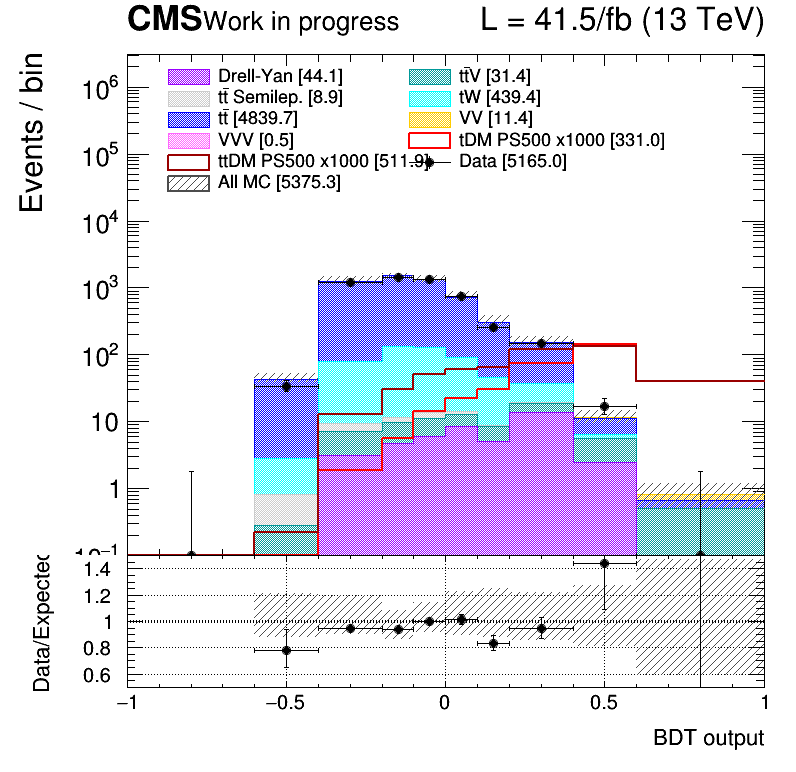 CMS Work in progress L = 41.5/fb (13 TeV)
Events / bin
Drell-Yan [44.1]
tt̄ Semilep. [8.9]
tt̄ [4839.7]
VVV [0.5]
ttDM PS500 x1000 [511.9]
All MC [5375.3]
tt̄V [31.4]
tW [439.4]
VV [11.4]
tDM PS500 x1000 [331.0]
Data [5165.0]
10⁶
10⁵
10⁴
10³
10²
10
1
10⁻¹
Data/Expected
1.4
1.2
1
0.8
0.6
−1 −0.5 0 0.5 1
BDT output